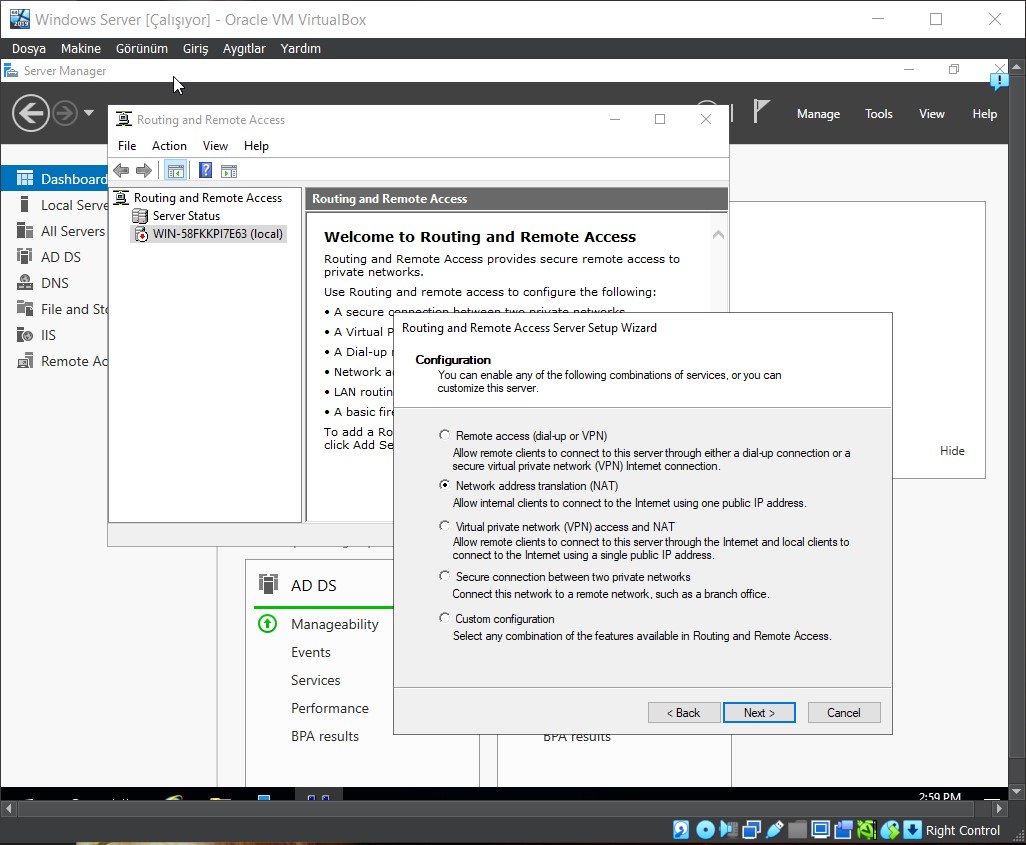 Windows Server [Çalışıyor] - Oracle VM VirtualBox
Dosya Makine Görünüm Giriş Aygıtlar Yardım
Server Manager
Manage Tools View Help
Routing and Remote Access
File Action View Help
Dashboard
Local Serve
All Servers
AD DS
DNS
File and Sto
IIS
Remote Ac
Routing and Remote Access
Server Status
WIN-58FKKPI7E63 (local)
Routing and Remote Access
Welcome to Routing and Remote Access
Routing and Remote Access provides secure remote access to
private networks.
Use Routing and remote access to configure the following:
• A secure connection between two private networks
• A Virtual P
• A Dial-up
• Network a
• LAN routin
• A basic fire
To add a Ro
click Add Se
Routing and Remote Access Server Setup Wizard
Configuration
You can enable any of the following combinations of services, or you can
customize this server.
Remote access (dial-up or VPN)
Allow remote clients to connect to this server through either a dial-up connection or a
secure virtual private network (VPN) Internet connection.
Network address translation (NAT)
Allow internal clients to connect to the Internet using one public IP address.
Virtual private network (VPN) access and NAT
Allow remote clients to connect to this server through the Internet and local clients to
connect to the Internet using a single public IP address.
Secure connection between two private networks
Connect this network to a remote network, such as a branch office.
Custom configuration
Select any combination of the features available in Routing and Remote Access.
< Back Next > Cancel
Hide
AD DS
Manageability
Events
Services
Performance
BPA results
BPA results
2:59 PM
Right Control